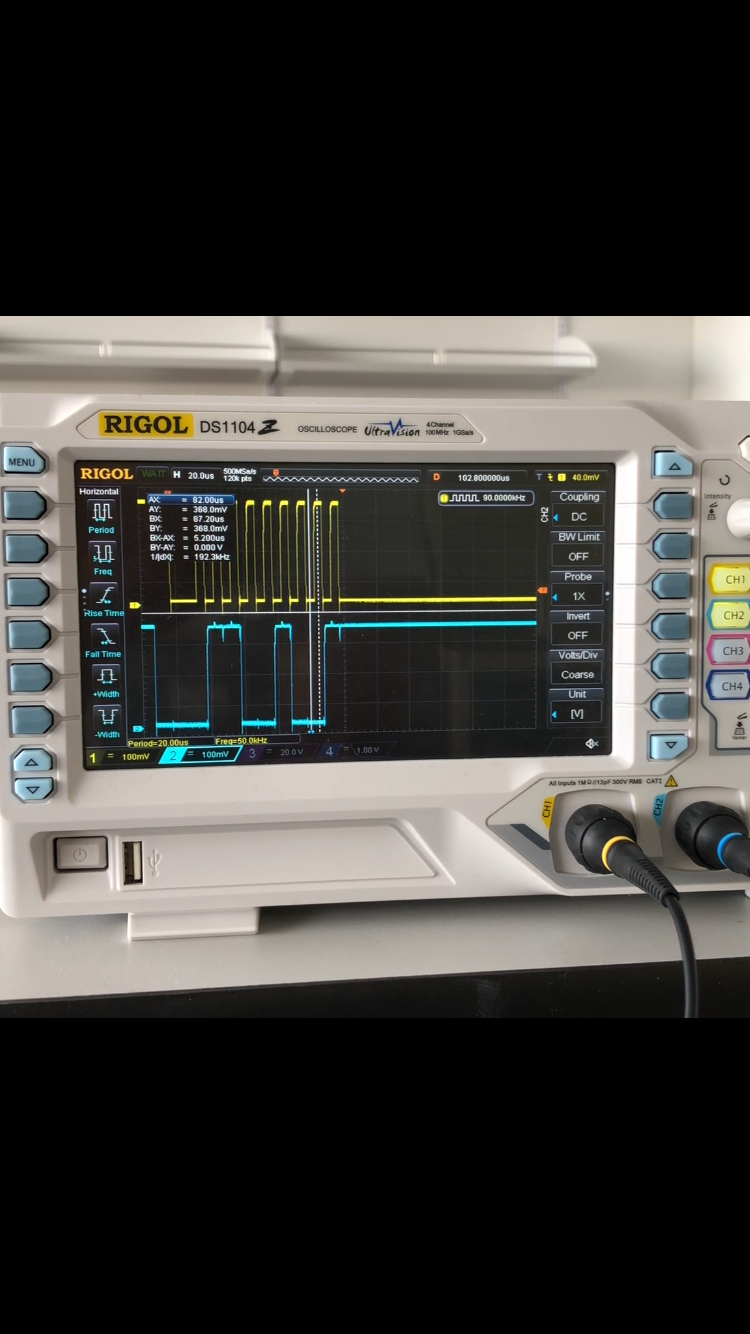 RIGOL DS1104 Z OSCILLOSCOPE UltraVision 4 Channel 100MHz 1GSa/s
MENU
RIGOL WAIT H 20.0us 500MSa/s 120k pts D 102.800000us T 1 40.0mV
Horizontal
Period
Freq
Rise Time
Fall Time
+Width
-Width
AX: = 82.00us
AY: = 368.0mV
BX: = 87.20us
BY: = 368.0mV
BX-AX: = 5.200us
BY-AY: = 0.000 V
1/|dX|: = 192.3kHz
1 90.0000kHz
CH2
Coupling
DC
BW Limit
OFF
Probe
1X
Invert
OFF
Volts/Div
Coarse
Unit
[V]
Period=20.00us Freq=50.0kHz
1 = 100mV 2 = 100mV 3 = 20.0 V 4 = 1.00 V
Intensity
CH1
CH2
CH3
CH4
All Inputs 1MΩ//13pF 300V RMS CAT I
CH1
CH2